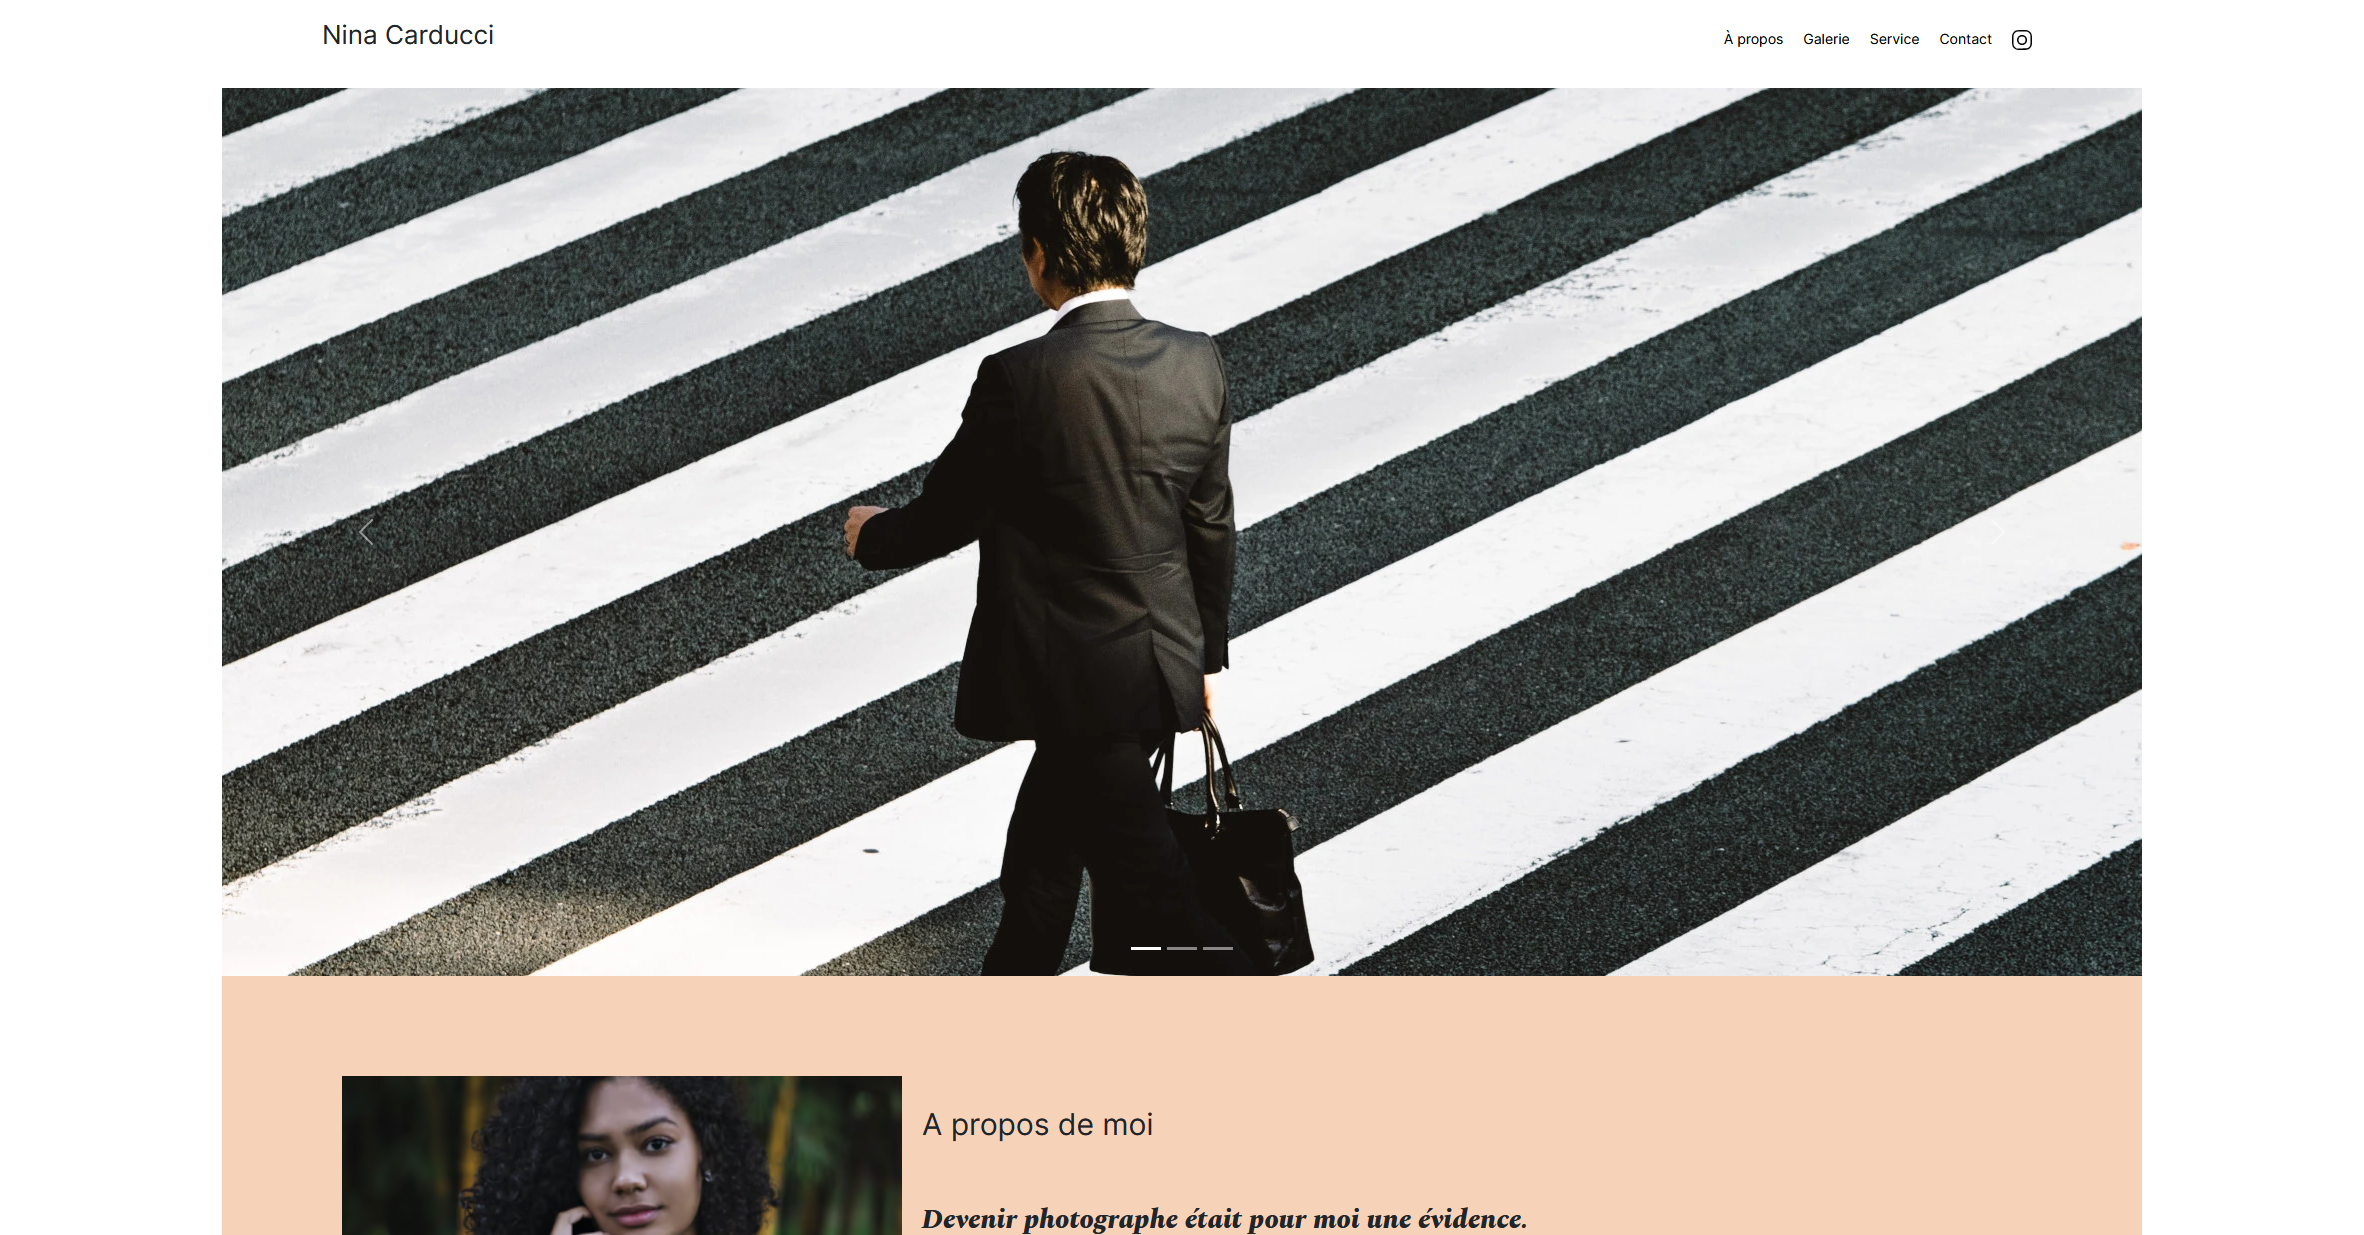 Nina Carducci
À propos Galerie Service Contact
A propos de moi
Devenir photographe était pour moi une évidence.